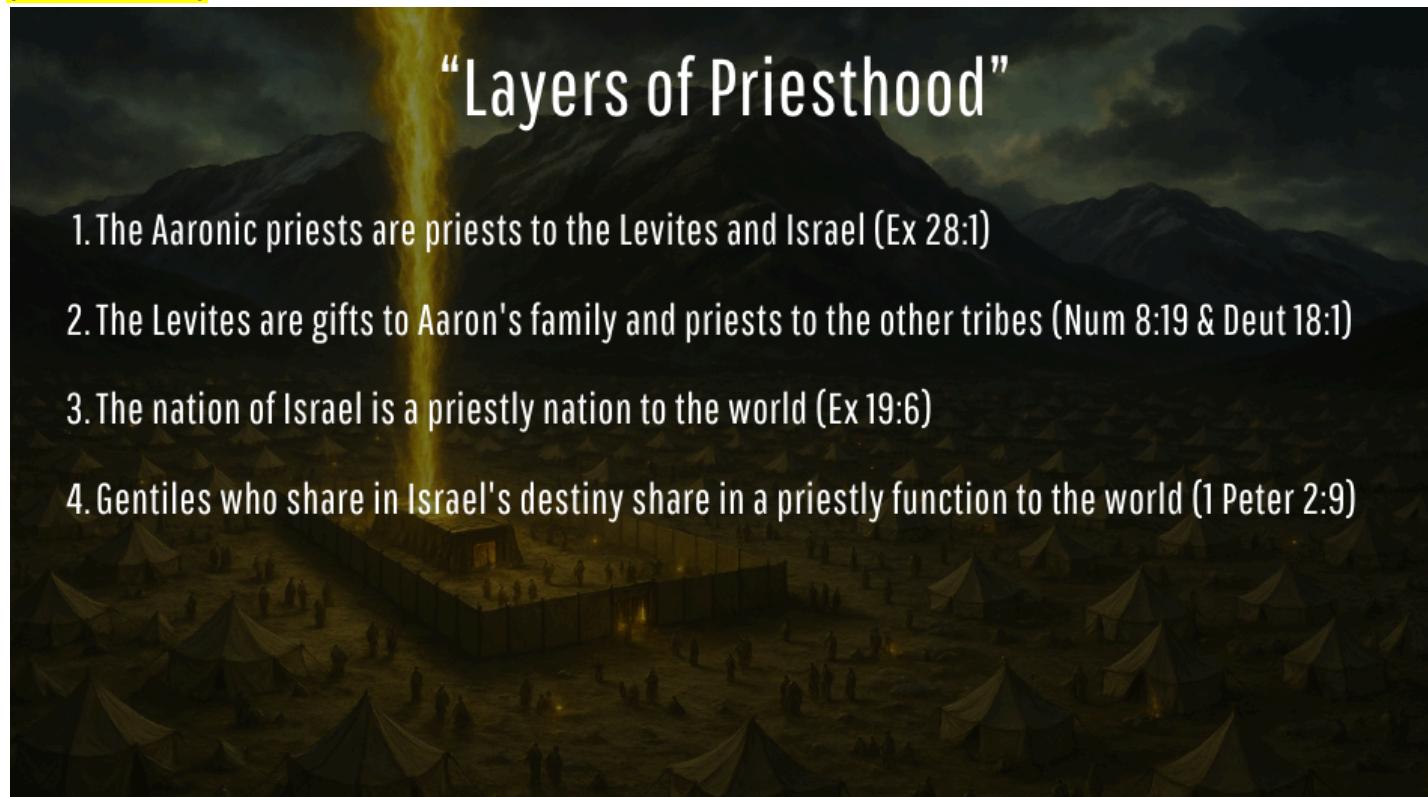 “Layers of Priesthood”
1. The Aaronic priests are priests to the Levites and Israel (Ex 28:1)
2. The Levites are gifts to Aaron's family and priests to the other tribes (Num 8:19 & Deut 18:1)
3. The nation of Israel is a priestly nation to the world (Ex 19:6)
4. Gentiles who share in Israel's destiny share in a priestly function to the world (1 Peter 2:9)